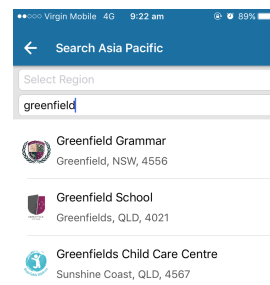 Virgin Mobile 4G 9:22 am 89%
Search Asia Pacific
Select Region
greenfield
Greenfield Grammar
Greenfield, NSW, 4556
Greenfield School
Greenfields, QLD, 4021
Greenfields Child Care Centre
Sunshine Coast, QLD, 4567